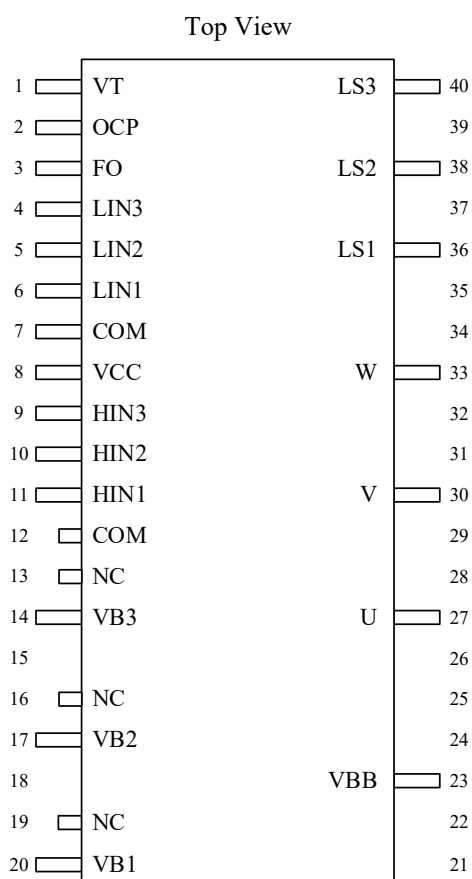 Top View
1 VT LS3 40
2 OCP 39
3 FO LS2 38
4 LIN3 37
5 LIN2 LS1 36
6 LIN1 35
7 COM 34
8 VCC W 33
9 HIN3 32
10 HIN2 31
11 HIN1 V 30
12 COM 29
13 NC 28
14 VB3 U 27
15 26
16 NC 25
17 VB2 24
18 VBB 23
19 NC 22
20 VB1 21